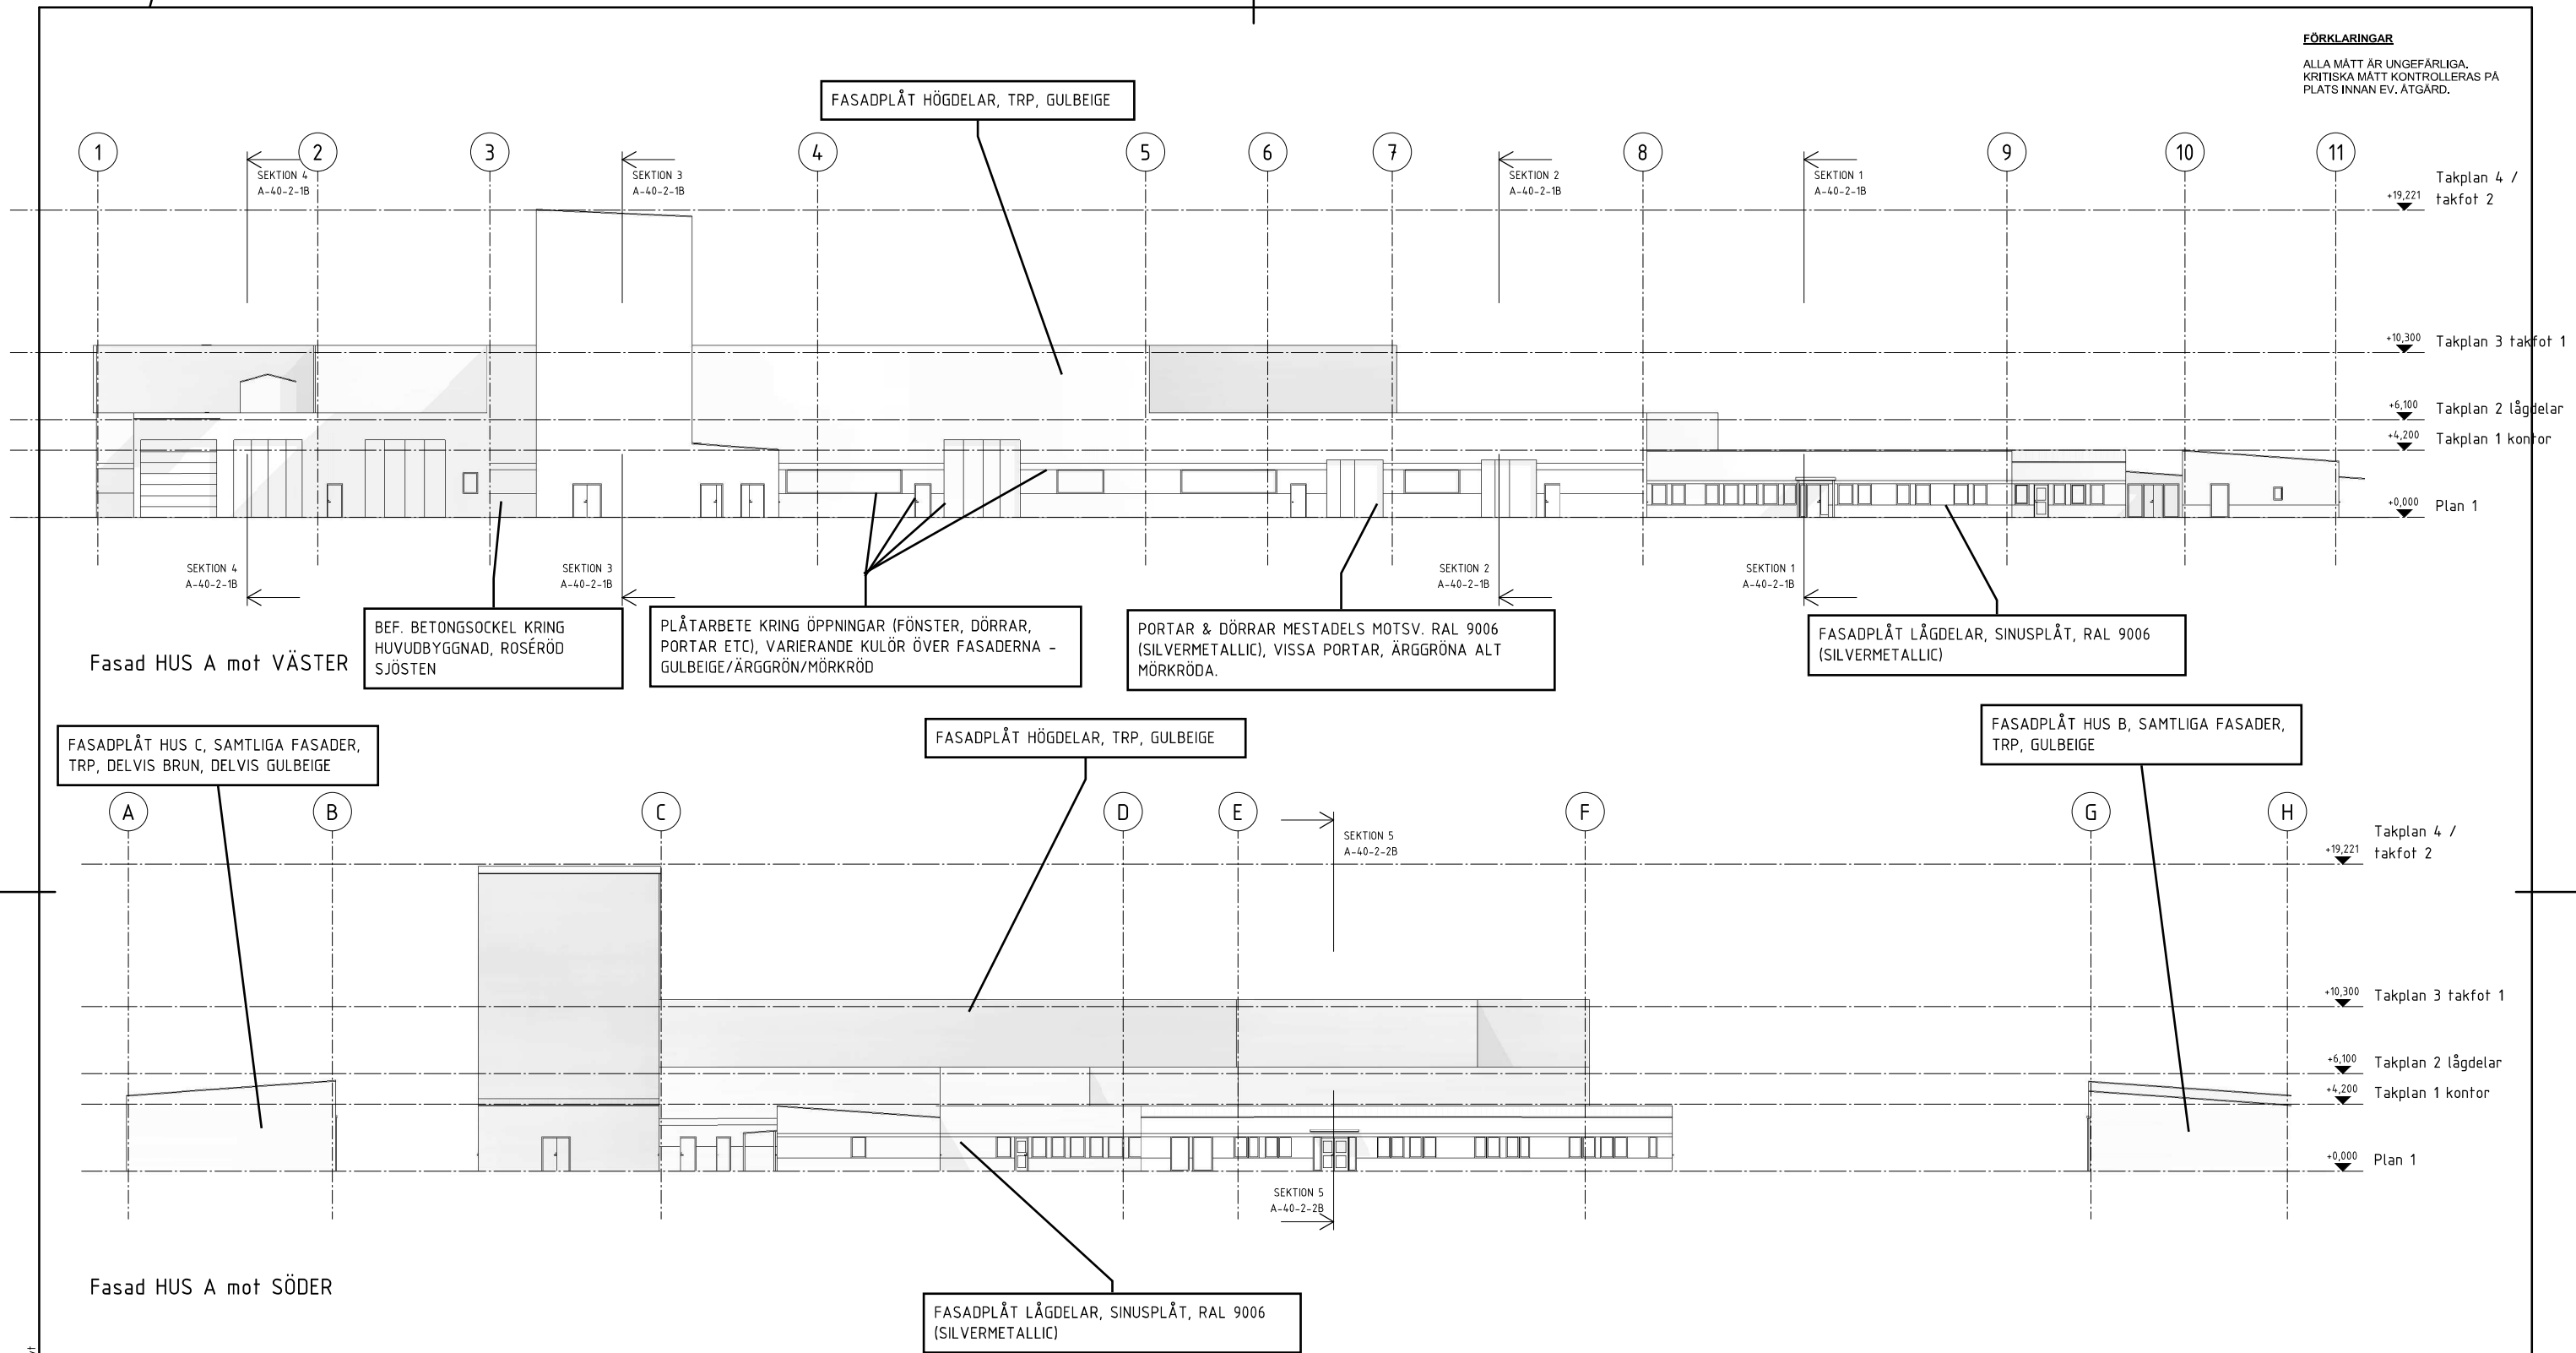 FÖRKLARINGAR
ALLA MÅTT ÄR UNGEFÄRLIGA.
KRITISKA MÅTT KONTROLLERAS PÅ
PLATS INNAN EV. ÅTGÄRD.
FASADPLÅT HÖGDELAR, TRP, GULBEIGE
1
2
3
4
5
6
7
8
9
10
11
SEKTION 4
A-40-2-1B
SEKTION 3
A-40-2-1B
SEKTION 2
A-40-2-1B
SEKTION 1
A-40-2-1B
+19,221
Takplan 4 /
takfot 2
+10,300
Takplan 3 takfot 1
+6,100
Takplan 2 lågdelar
+4,200
Takplan 1 kontor
+0,000
Plan 1
SEKTION 4
A-40-2-1B
SEKTION 3
A-40-2-1B
SEKTION 2
A-40-2-1B
SEKTION 1
A-40-2-1B
BEF. BETONGSOCKEL KRING
HUVUDBYGGNAD, ROSÉRÖD
SJÖSTEN
PLÅTARBETE KRING ÖPPNINGAR (FÖNSTER, DÖRRAR,
PORTAR ETC), VARIERANDE KULÖR ÖVER FASADERNA -
GULBEIGE/ÄRGGRÖN/MÖRKRÖD
PORTAR & DÖRRAR MESTADELS MOTSV. RAL 9006
(SILVERMETALLIC), VISSA PORTAR, ÄRGGRÖNA ALT
MÖRKRÖDA.
FASADPLÅT LÅGDELAR, SINUSPLÅT, RAL 9006
(SILVERMETALLIC)
Fasad HUS A mot VÄSTER
FASADPLÅT HUS C, SAMTLIGA FASADER,
TRP, DELVIS BRUN, DELVIS GULBEIGE
FASADPLÅT HÖGDELAR, TRP, GULBEIGE
FASADPLÅT HUS B, SAMTLIGA FASADER,
TRP, GULBEIGE
A
B
C
D
E
F
G
H
SEKTION 5
A-40-2-2B
+19,221
Takplan 4 /
takfot 2
+10,300
Takplan 3 takfot 1
+6,100
Takplan 2 lågdelar
+4,200
Takplan 1 kontor
+0,000
Plan 1
SEKTION 5
A-40-2-2B
Fasad HUS A mot SÖDER
FASADPLÅT LÅGDELAR, SINUSPLÅT, RAL 9006
(SILVERMETALLIC)